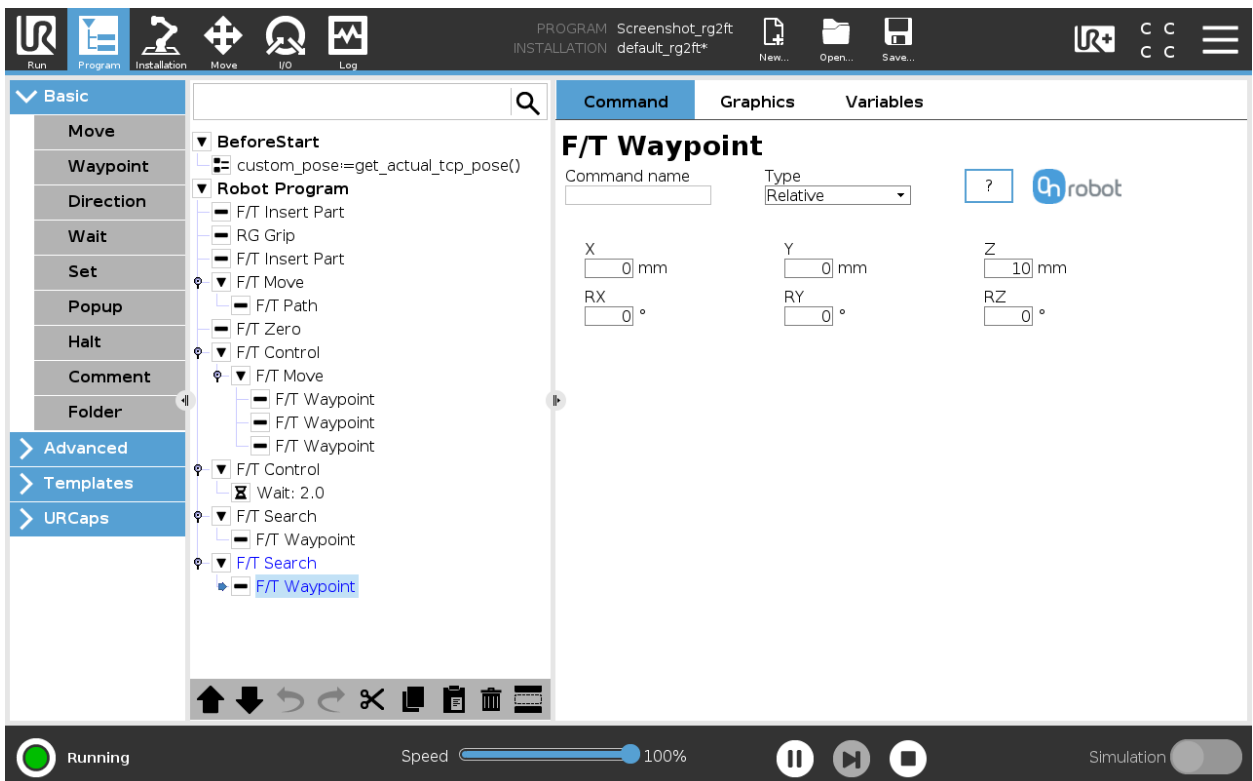 PROGRAM Screenshot_rg2ft
INSTALLATION default_rg2ft*
UR
Run
Program
Installation
Move
I/O
Log
New...
Open...
Save...
UR+
C C
C C
Basic
Move
Waypoint
Direction
Wait
Set
Popup
Halt
Comment
Folder
Advanced
Templates
URCaps
BeforeStart
custom_pose≔get_actual_tcp_pose()
Robot Program
F/T Insert Part
RG Grip
F/T Insert Part
F/T Move
F/T Path
F/T Zero
F/T Control
F/T Move
F/T Waypoint
F/T Waypoint
F/T Waypoint
F/T Control
Wait: 2.0
F/T Search
F/T Waypoint
F/T Search
F/T Waypoint
Command Graphics Variables
F/T Waypoint
Command name Type
Relative
?
On robot
X Y Z
0 mm 0 mm 10 mm
RX RY RZ
0 ° 0 ° 0 °
Running
Speed 100%
Simulation